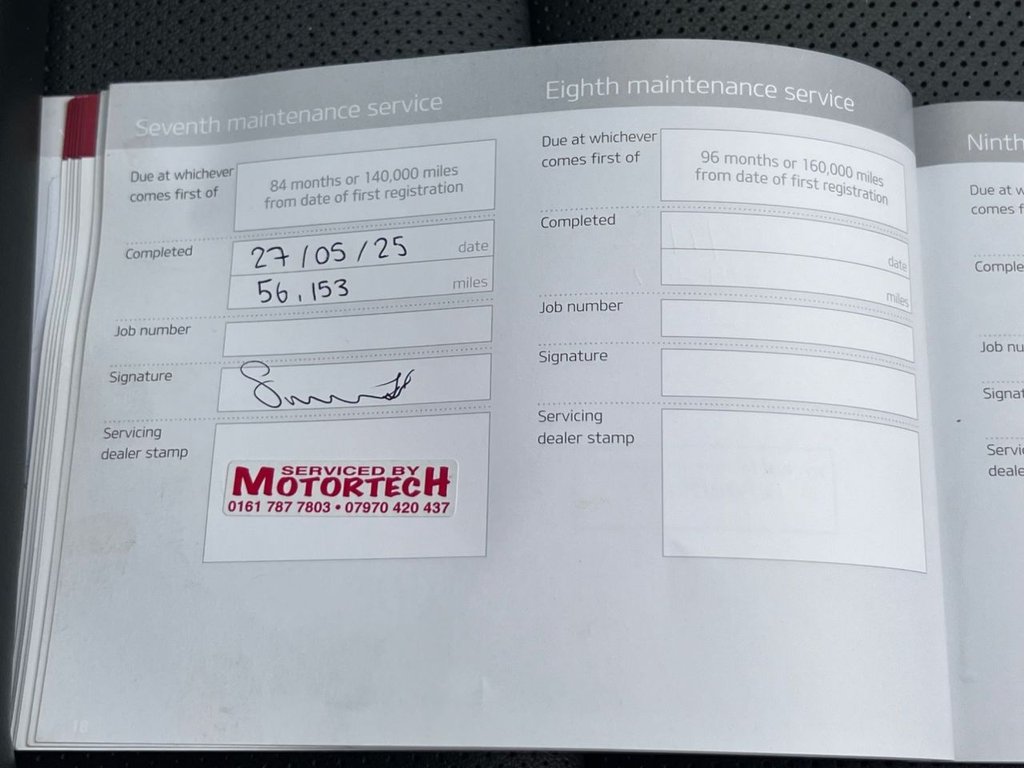 Seventh maintenance service
Due at whichever
comes first of
84 months or 140,000 miles
from date of first registration
Completed
27/05/25 date
56,153 miles
Job number
Signature
Servicing
dealer stamp
SERVICED BY
MOTORTECH
0161 787 7803 • 07970 420 437
18
Eighth maintenance service
Due at whichever
comes first of
96 months or 160,000 miles
from date of first registration
Completed
date
miles
Job number
Signature
Servicing
dealer stamp
Ninth
Due at w
comes f
Comple
Job nu
Signat
Servi
deale